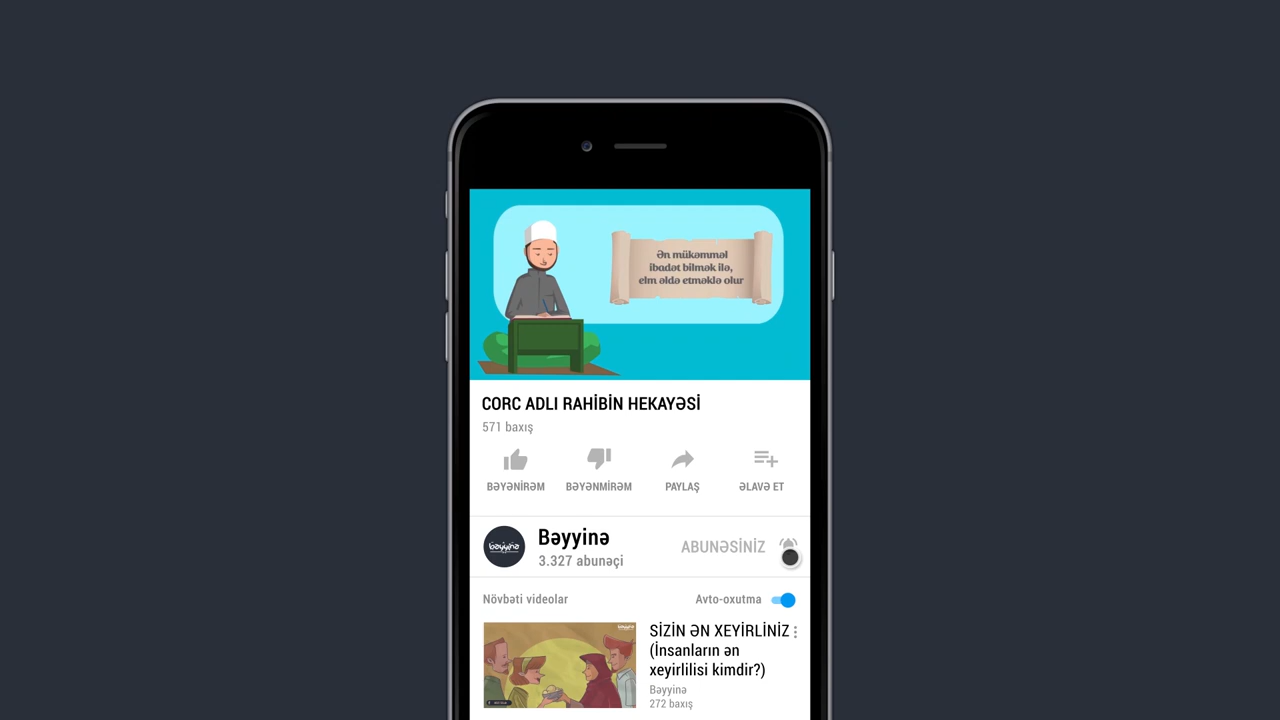 Ən mükəmməl
ibadət bilmək ilə,
elm əldə etməklə olur
CORC ADLI RAHİBİN HEKAYƏSİ
571 baxış
BƏYƏNİRƏM BƏYƏNMİRƏM PAYLAŞ ƏLAVƏ ET
bəyyinə
Bəyyinə
3.327 abunəçi
ABUNƏSİNİZ
Növbəti videolar
Avto-oxutma
bəyyinə
SİZİN ƏN XEYİRLİNİZ
(İnsanların ən
xeyirlilisi kimdir?)
Bəyyinə
272 baxış